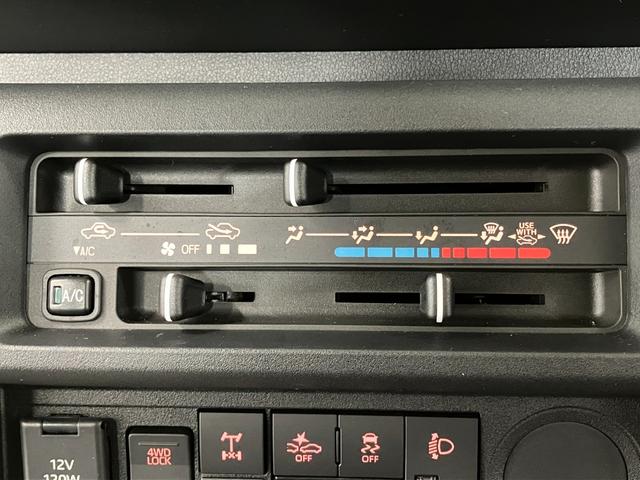 USE
WITH
▼A/C
OFF
A/C
12V
120W
4WD
LOCK
OFF
OFF